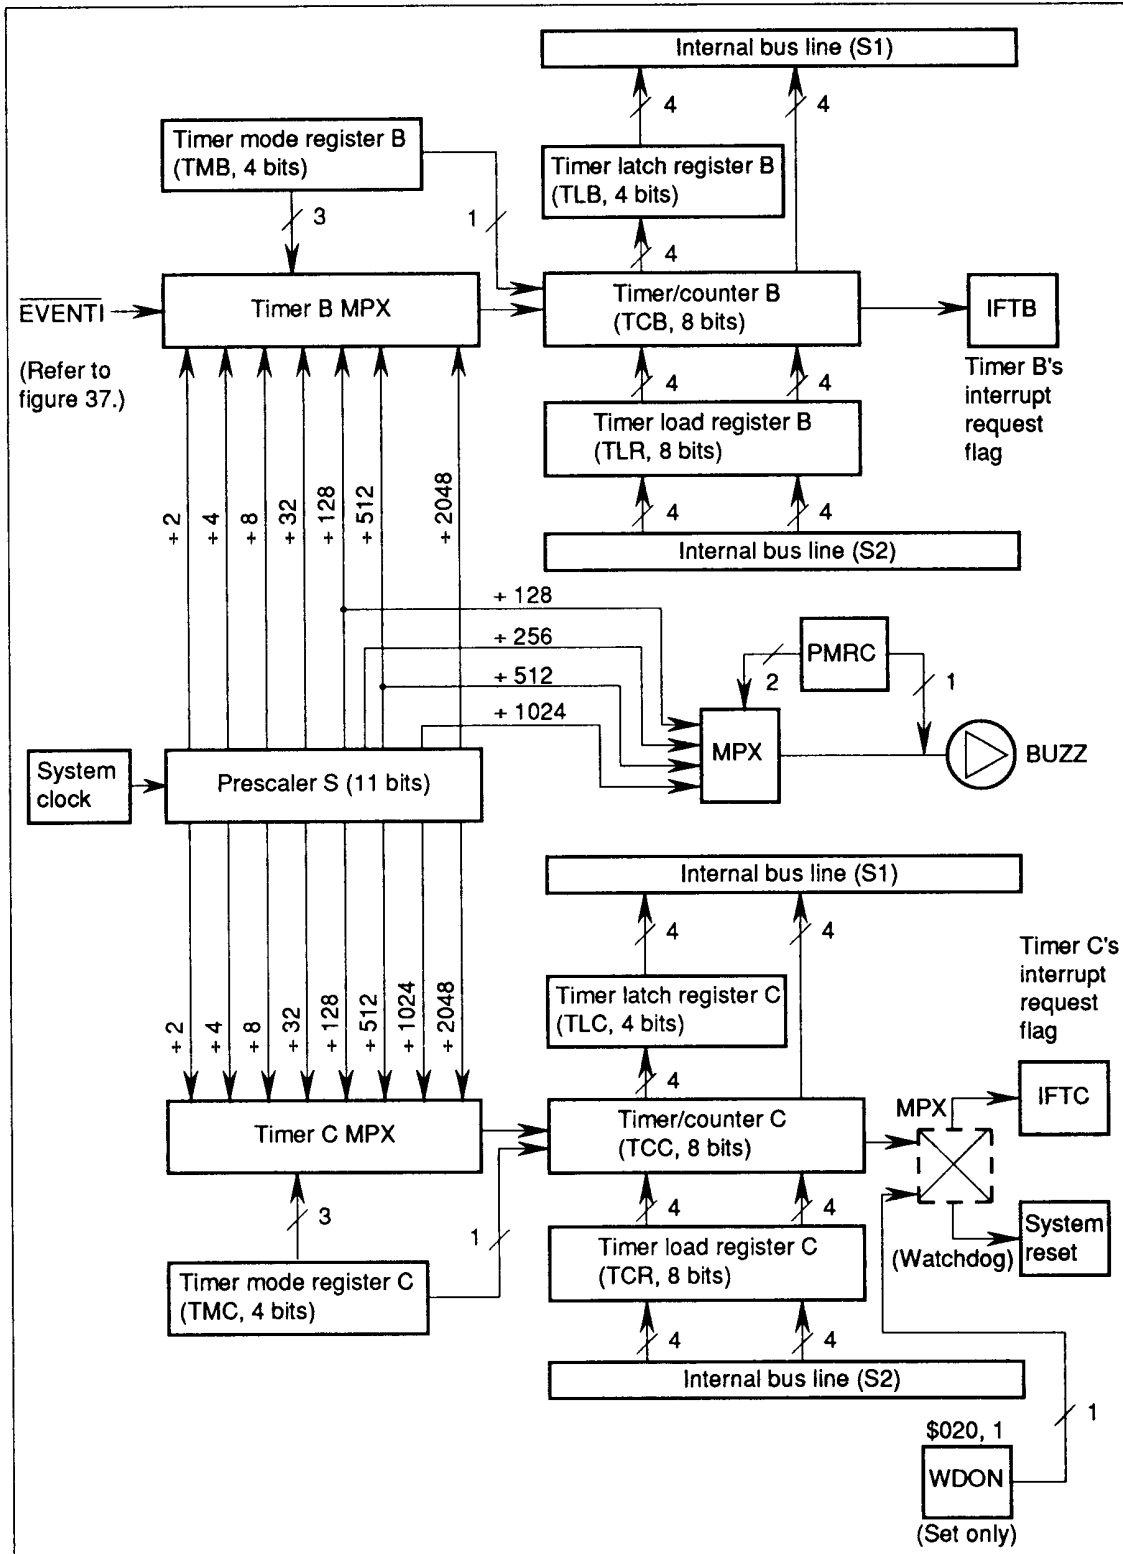 Internal bus line (S1)
4
4
Timer mode register B
(TMB, 4 bits)
Timer latch register B
(TLB, 4 bits)
3
1
4
EVENTI
Timer B MPX
Timer/counter B
(TCB, 8 bits)
IFTB
(Refer to
figure 37.)
Timer B's
interrupt
request
flag
4
4
Timer load register B
(TLR, 8 bits)
÷ 2
÷ 4
÷ 8
÷ 32
÷ 128
÷ 512
÷ 2048
4
4
Internal bus line (S2)
÷ 128
÷ 256
÷ 512
÷ 1024
PMRC
2
1
MPX
BUZZ
System
clock
Prescaler S (11 bits)
Internal bus line (S1)
4
4
Timer C's
interrupt
request
flag
Timer latch register C
(TLC, 4 bits)
÷ 2
÷ 4
÷ 8
÷ 32
÷ 128
÷ 512
÷ 1024
÷ 2048
4
Timer C MPX
Timer/counter C
(TCC, 8 bits)
MPX
IFTC
3
1
4
4
Timer load register C
(TCR, 8 bits)
(Watchdog)
System
reset
Timer mode register C
(TMC, 4 bits)
4
4
Internal bus line (S2)
1
$020, 1
WDON
(Set only)